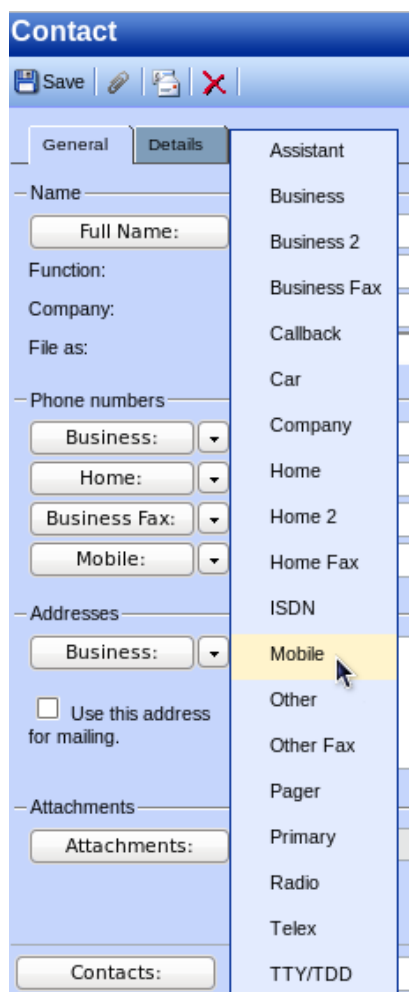 Contact
Save
General
Details
Name
Full Name:
Function:
Company:
File as:
Phone numbers
Business:
Home:
Business Fax:
Mobile:
Addresses
Business:
Use this address
for mailing.
Attachments
Attachments:
Contacts:
Assistant
Business
Business 2
Business Fax
Callback
Car
Company
Home
Home 2
Home Fax
ISDN
Mobile
Other
Other Fax
Pager
Primary
Radio
Telex
TTY/TDD